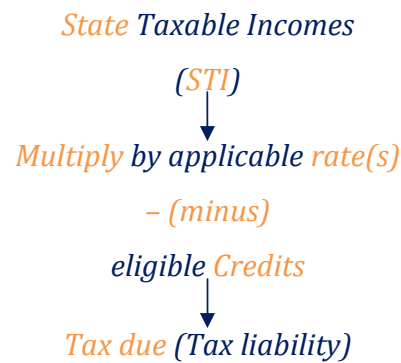 State Taxable Incomes
(STI)
Multiply by applicable rate(s)
– (minus)
eligible Credits
Tax due (Tax liability)